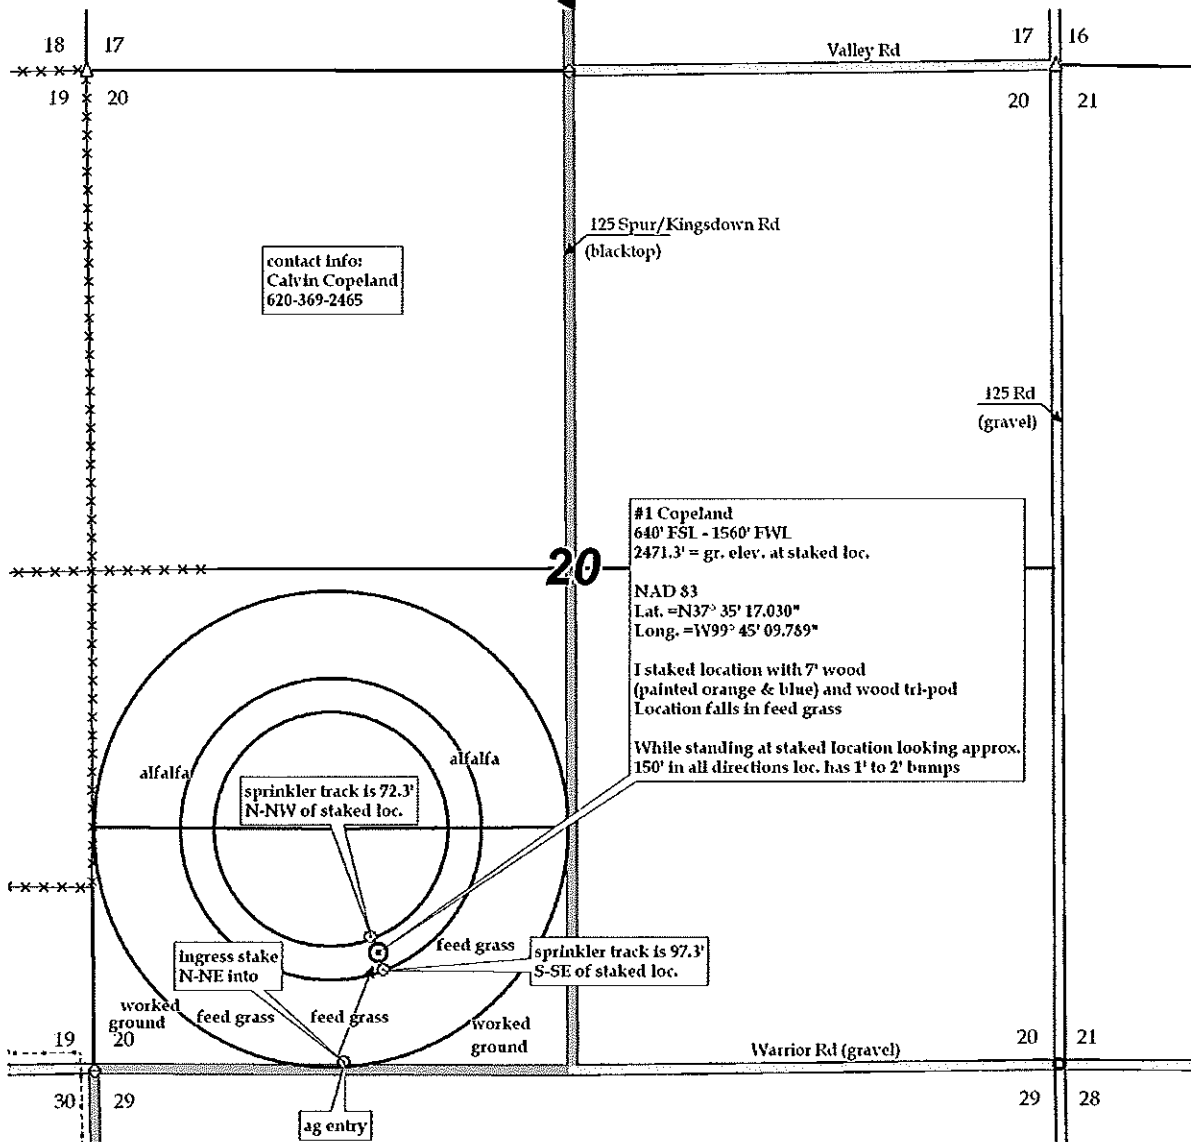 18 17
17 16
Valley Rd
19 20
20 21
125 Spur/Kingsdown Rd
(blacktop)
contact info:
Calvin Copeland
620-369-2465
125 Rd
(gravel)
#1 Copeland
640' FSL - 1560' FWL
2471.3' = gr. elev. at staked loc.
20
NAD 83
Lat. =N37° 35' 17.030"
Long. =W99° 45' 09.789"
I staked location with 7' wood
(painted orange & blue) and wood tri-pod
Location falls in feed grass
While standing at staked location looking approx.
150' in all directions loc. has 1' to 2' bumps
alfalfa
alfalfa
sprinkler track is 72.3'
N-NW of staked loc.
feed grass
sprinkler track is 97.3'
S-SE of staked loc.
ingress stake
N-NE into
worked
ground
feed grass
feed grass
worked
ground
19 20
20 21
Warrior Rd (gravel)
30 29
29 28
ag entry